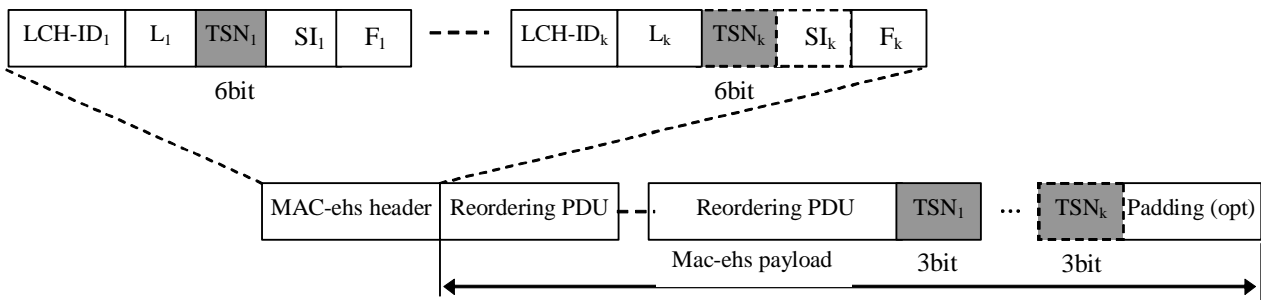 LCH-ID₁ L₁ TSN₁ SI₁ F₁ LCH-IDₖ Lₖ TSNₖ SIₖ Fₖ
6bit 6bit
MAC-ehs header Reordering PDU Reordering PDU TSN₁ ... TSNₖ Padding (opt)
Mac-ehs payload 3bit 3bit